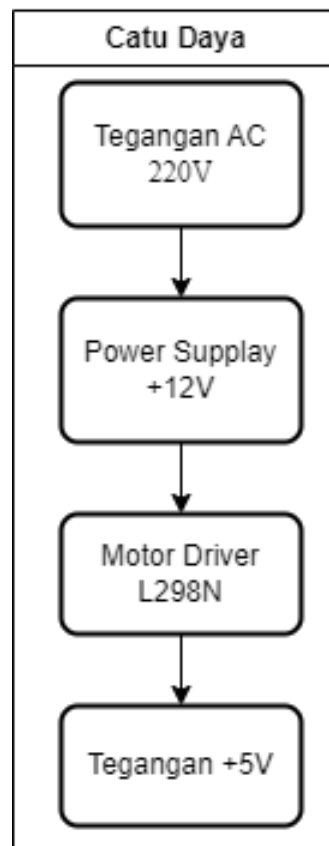 Catu Daya
Tegangan AC
220V
Power Supplay
+12V
Motor Driver
L298N
Tegangan +5V